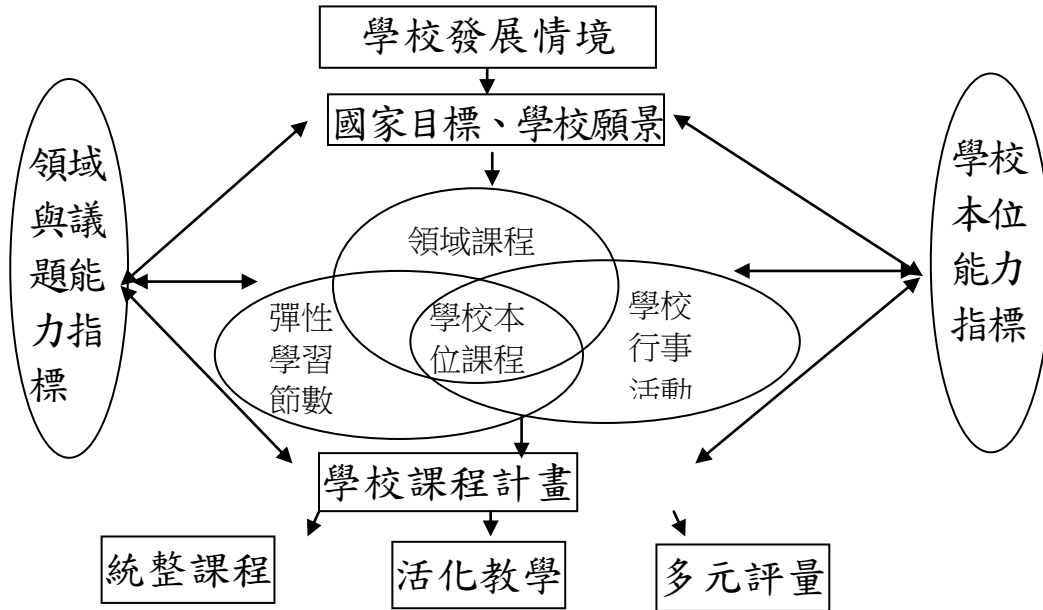 學校發展情境
國家目標、學校願景
領域
與議
題能
力指
標
學校
本位
能力
指標
領域課程
彈性
學習
節數
學校本
位課程
學校
行事
活動
學校課程計畫
統整課程
活化教學
多元評量